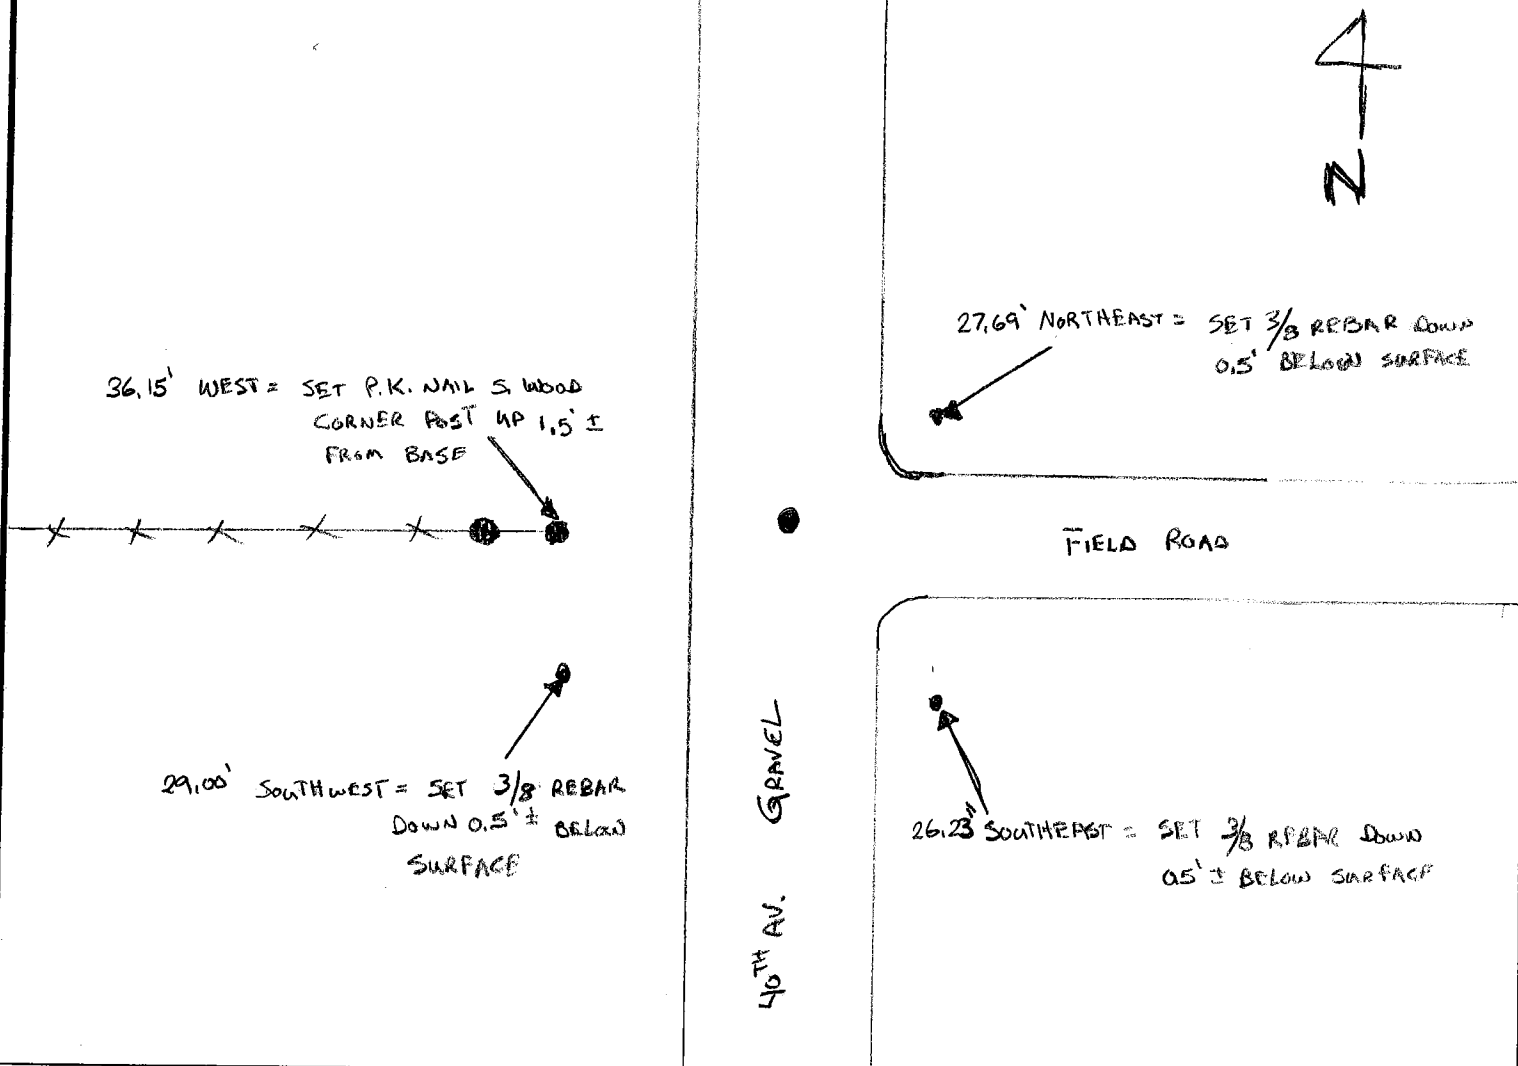 N
27.69' NORTHEAST = SET 3/8 REBAR DOWN
0.5' BELOW SURFACE
36.15' WEST = SET P.K. NAIL S. WOOD
CORNER POST UP 1.5' ±
FROM BASE
FIELD ROAD
29.00' SOUTHWEST = SET 3/8 REBAR
DOWN 0.5' ± BELOW
SURFACE
26.23" SOUTHEAST = SET 3/8 REBAR DOWN
0.5' ± BELOW SURFACE
40TH AV. GRAVEL